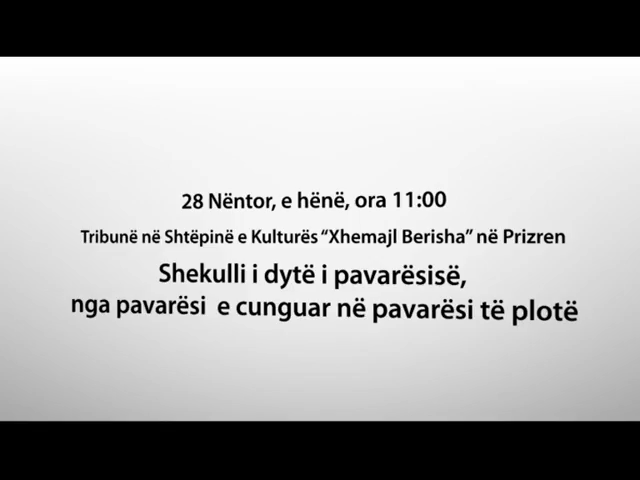 28 Nëntor, e hënë, ora 11:00
Tribunë në Shtëpinë e Kulturës “Xhemajl Berisha” në Prizren
Shekulli i dytë i pavarësisë,
nga pavarësi e cunguar në pavarësi të plotë